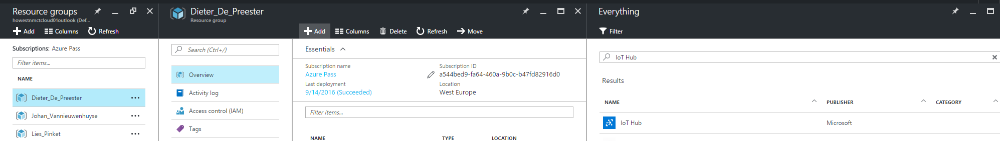 Resource groups
howestnmctcloud01outlook (Def...
Add Columns Refresh
Subscriptions: Azure Pass
Filter items...
NAME
Dieter_De_Preester
Johan_Vannieuwenhuyse
Lies_Pinket
Dieter_De_Preester
Resource group
Search (Ctrl+/)
Overview
Activity log
Access control (IAM)
Tags
Add Columns Delete Refresh Move
Essentials
Subscription name
Azure Pass
Last deployment
9/14/2016 (Succeeded)
Subscription ID
a544bed9-fa64-460a-9b0c-b47fd82916d0
Location
West Europe
Filter items...
NAME TYPE LOCATION
Everything
Filter
IoT Hub
Results
NAME PUBLISHER CATEGORY
IoT Hub Microsoft